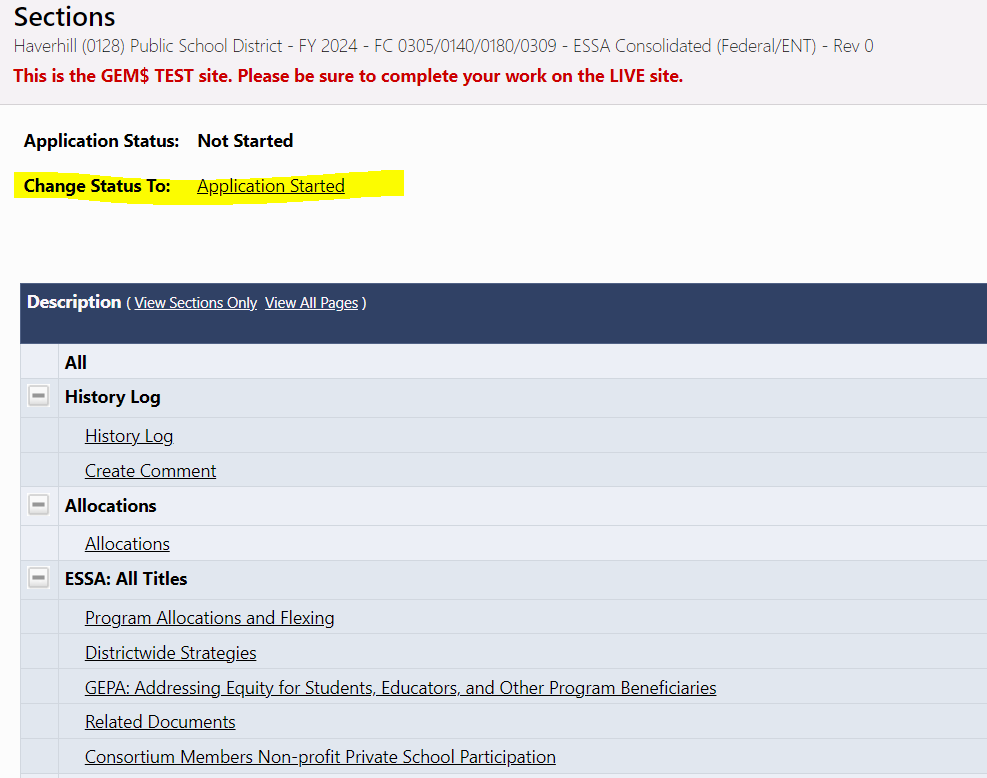 Sections
Haverhill (0128) Public School District - FY 2024 - FC 0305/0140/0180/0309 - ESSA Consolidated (Federal/ENT) - Rev 0
This is the GEM$ TEST site. Please be sure to complete your work on the LIVE site.
Application Status: Not Started
Change Status To: Application Started
Description ( View Sections Only View All Pages )
All
History Log
History Log
Create Comment
Allocations
Allocations
ESSA: All Titles
Program Allocations and Flexing
Districtwide Strategies
GEPA: Addressing Equity for Students, Educators, and Other Program Beneficiaries
Related Documents
Consortium Members Non-profit Private School Participation